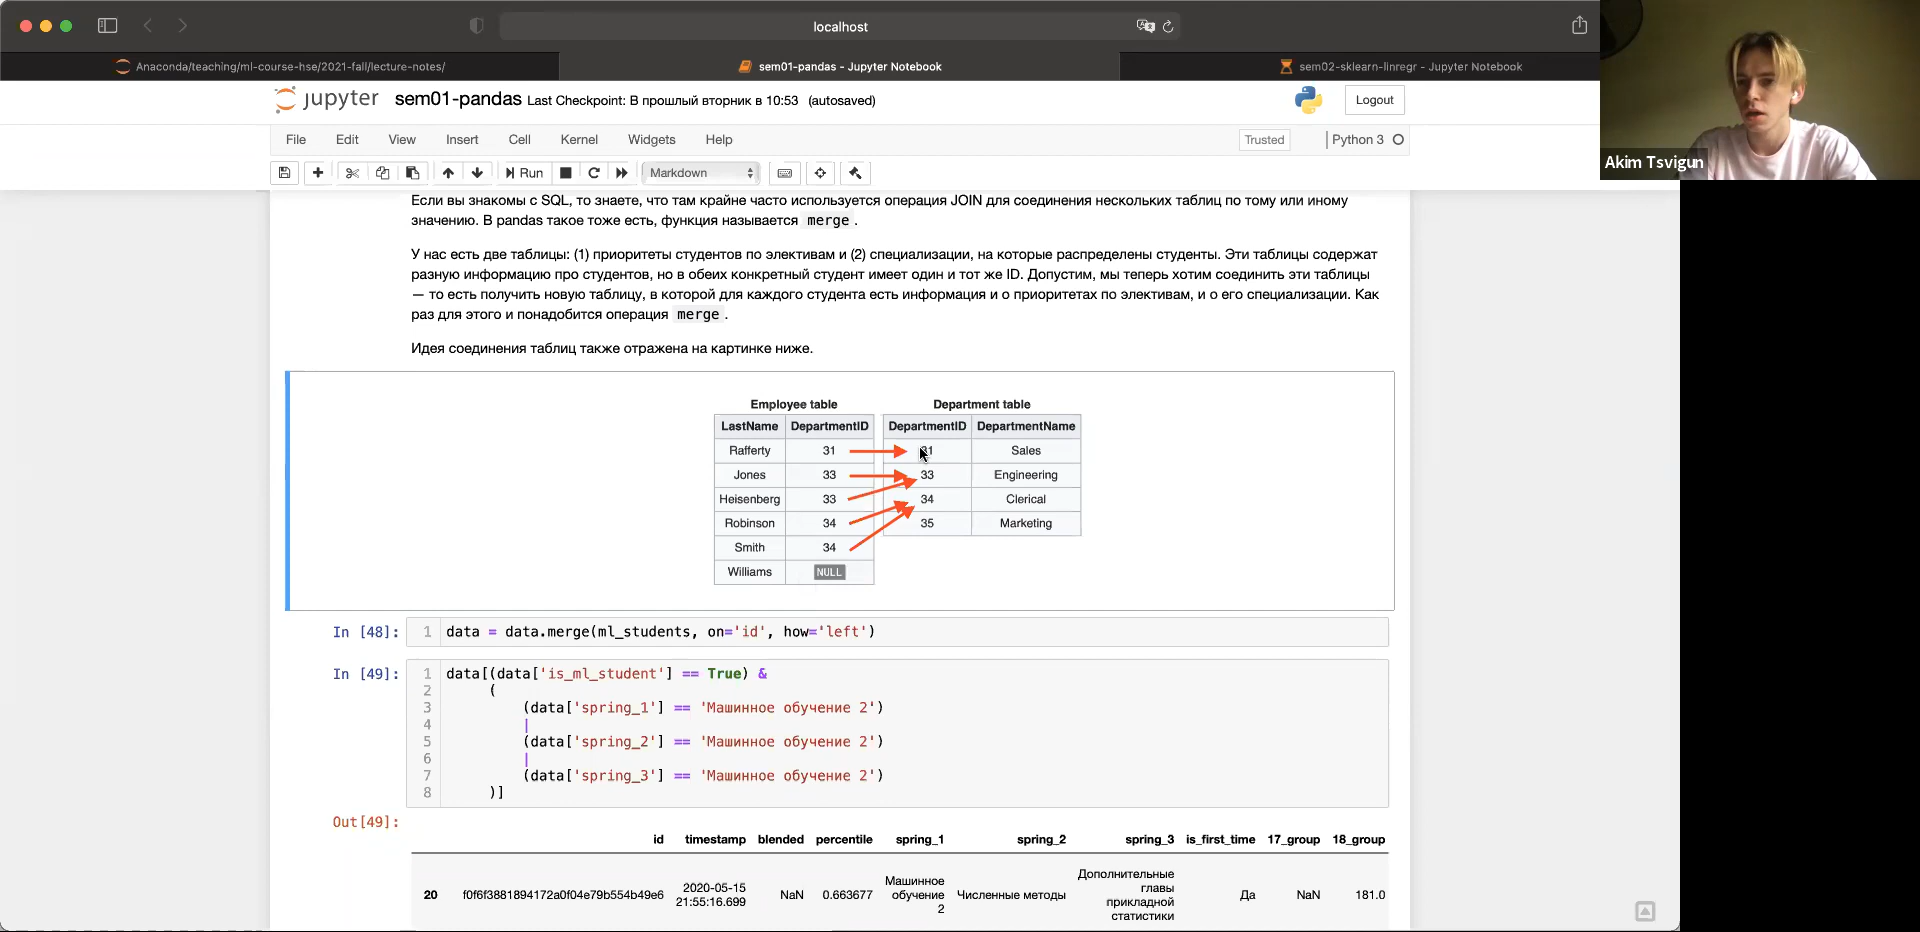 localhost
Anaconda/teaching/ml-course-hse/2021-fall/lecture-notes/
sem01-pandas - Jupyter Notebook
sem02-sklearn-linregr - Jupyter Notebook
Akim Tsvigun
jupyter sem01-pandas Last Checkpoint: В прошлый вторник в 10:53 (autosaved)
Logout
File Edit View Insert Cell Kernel Widgets Help
Trusted Python 3
Run Markdown
Если вы знакомы с SQL, то знаете, что там крайне часто используется операция JOIN для соединения нескольких таблиц по тому или иному
значению. В pandas такое тоже есть, функция называется merge .
У нас есть две таблицы: (1) приоритеты студентов по элективам и (2) специализации, на которые распределены студенты. Эти таблицы содержат
разную информацию про студентов, но в обеих конкретный студент имеет один и тот же ID. Допустим, мы теперь хотим соединить эти таблицы
— то есть получить новую таблицу, в которой для каждого студента есть информация и о приоритетах по элективам, и о его специализации. Как
раз для этого и понадобится операция merge .
Идея соединения таблиц также отражена на картинке ниже.
Employee table Department table
LastName DepartmentID DepartmentID DepartmentName
Rafferty 31 31 Sales
Jones 33 33 Engineering
Heisenberg 33 34 Clerical
Robinson 34 35 Marketing
Smith 34
Williams NULL
In [48]: 1 data = data.merge(ml_students, on='id', how='left')
In [49]: 1 data[(data['is_ml_student'] == True) &
2 (
3 (data['spring_1'] == 'Машинное обучение 2')
4 |
5 (data['spring_2'] == 'Машинное обучение 2')
6 |
7 (data['spring_3'] == 'Машинное обучение 2')
8 )]
Out[49]:
id timestamp blended percentile spring_1 spring_2 spring_3 is_first_time 17_group 18_group
20 f0f6f3881894172a0f04e79b554b49e6 2020-05-15 21:55:16.699 NaN 0.663677 Машинное обучение 2 Численные методы Дополнительные главы прикладной статистики Да NaN 181.0